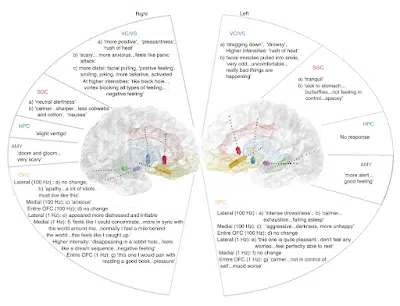 Right
Left
VC/VS
a) 'more positive', 'pleasantness',
'rush of heat'
b) 'scary... more anxious...feels like panic
attack'
c) more distal: facial pulling, 'positive feeling',
smiling, joking, more talkative, activated
At higher intensities: 'like black hole...
vortex blocking all types of feeling...
negative feeling'
SGC
a) 'neutral alertness'
b) 'calmer...sharper...less cobwebs
and cotton', 'nausea'
HPC
'slight vertigo'
AMY
'doom and gloom...
very scary'
OFC
Lateral (100 Hz) : a) no change,
b) 'apathy...a lot of idiots
must live like this'
Medial (100 Hz): c) 'anxious'
Entire OFC (100 Hz): d) no change
Lateral (1 Hz): e) appeared more distressed and irritable
Medial (1 Hz): f) 'feels like I could concentrate...more in sync with
the world around me...normally I feel a mile behind
the world...this feels like I caught up.'
Higher intensity: 'disappearing in a rabbit hole...feels
like a dream sequence...negative feeling'
Entire OFC (1 Hz): g) 'this one I would pair with
reading a good book...pleasure'
VC/VS
a) 'dragging down', 'drowsy',
Higher intensities: 'rush of heat'
b) facial muscles pulled into smile,
'very odd...uncomfortable...
really bad things are
happening'
SGC
a) 'tranquil'
b) 'sick to stomach...
butterflies...not feeling in
control...spacey'
HPC
No response
AMY
'more alert...
good feeling'
OFC
Lateral (100 Hz): a) 'intense drowsiness', b) 'calmer...
exhaustion...falling asleep'
Medial (100 Hz): c) 'aggressive...darkness, more unhappy'
Entire OFC (100 Hz): d) no change
Lateral (1 Hz): e) 'this one is quite pleasant...don't feel any
woes...feel perfectly able to rest'
Medial (1 Hz): f) no change
Entire OFC (1 Hz): g) 'calmer...not in control of
self...mood worse'